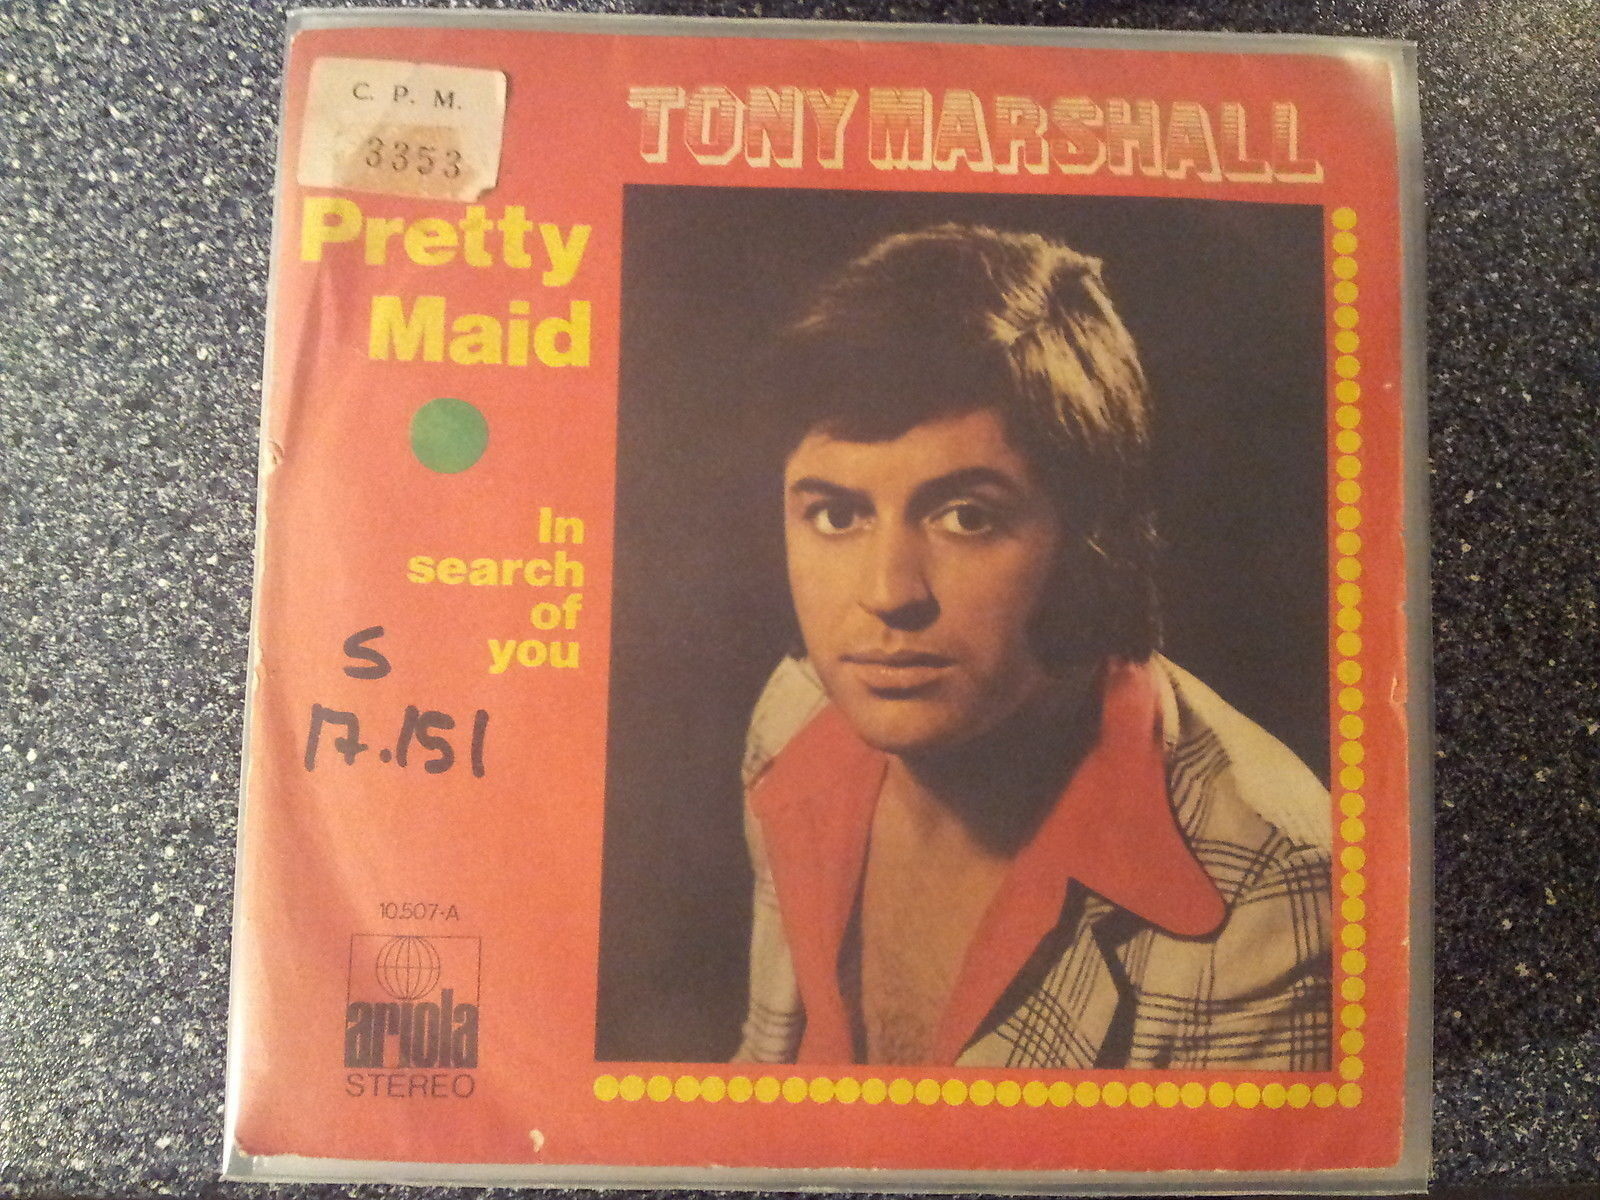 C. P. M.
3353
TONY MARSHALL
Pretty
Maid
In
search
of
you
S
17.151
10.507-A
ariola
STEREO